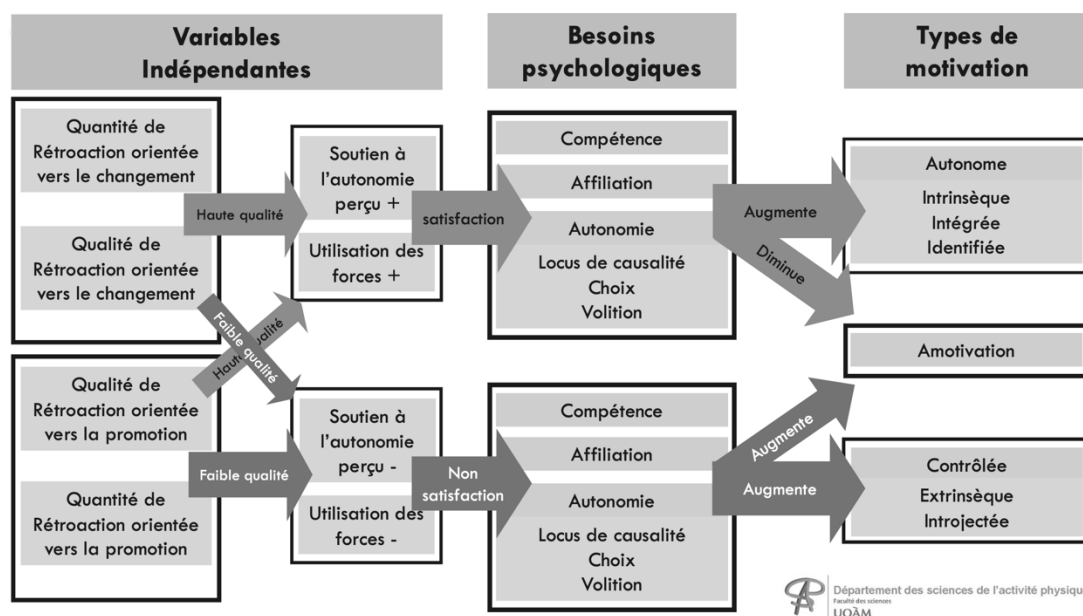 Variables
Indépendantes
Besoins
psychologiques
Types de
motivation
Quantité de
Rétroaction orientée
vers le changement
Qualité de
Rétroaction orientée
vers le changement
Haute qualité
Faible qualité
Haute qualité
Qualité de
Rétroaction orientée
vers la promotion
Quantité de
Rétroaction orientée
vers la promotion
Faible qualité
Soutien à
l'autonomie
perçu +
Utilisation des
forces +
Soutien à
l'autonomie
perçu -
Utilisation des
forces -
satisfaction
Non
satisfaction
Compétence
Affiliation
Autonomie
Locus de causalité
Choix
Volition
Compétence
Affiliation
Autonomie
Locus de causalité
Choix
Volition
Augmente
Diminue
Augmente
Augmente
Autonome
Intrinsèque
Intégrée
Identifiée
Amotivation
Contrôlée
Extrinsèque
Introjectée
Département des sciences de l'activité physiqu
Faculté des sciences
UQÀM